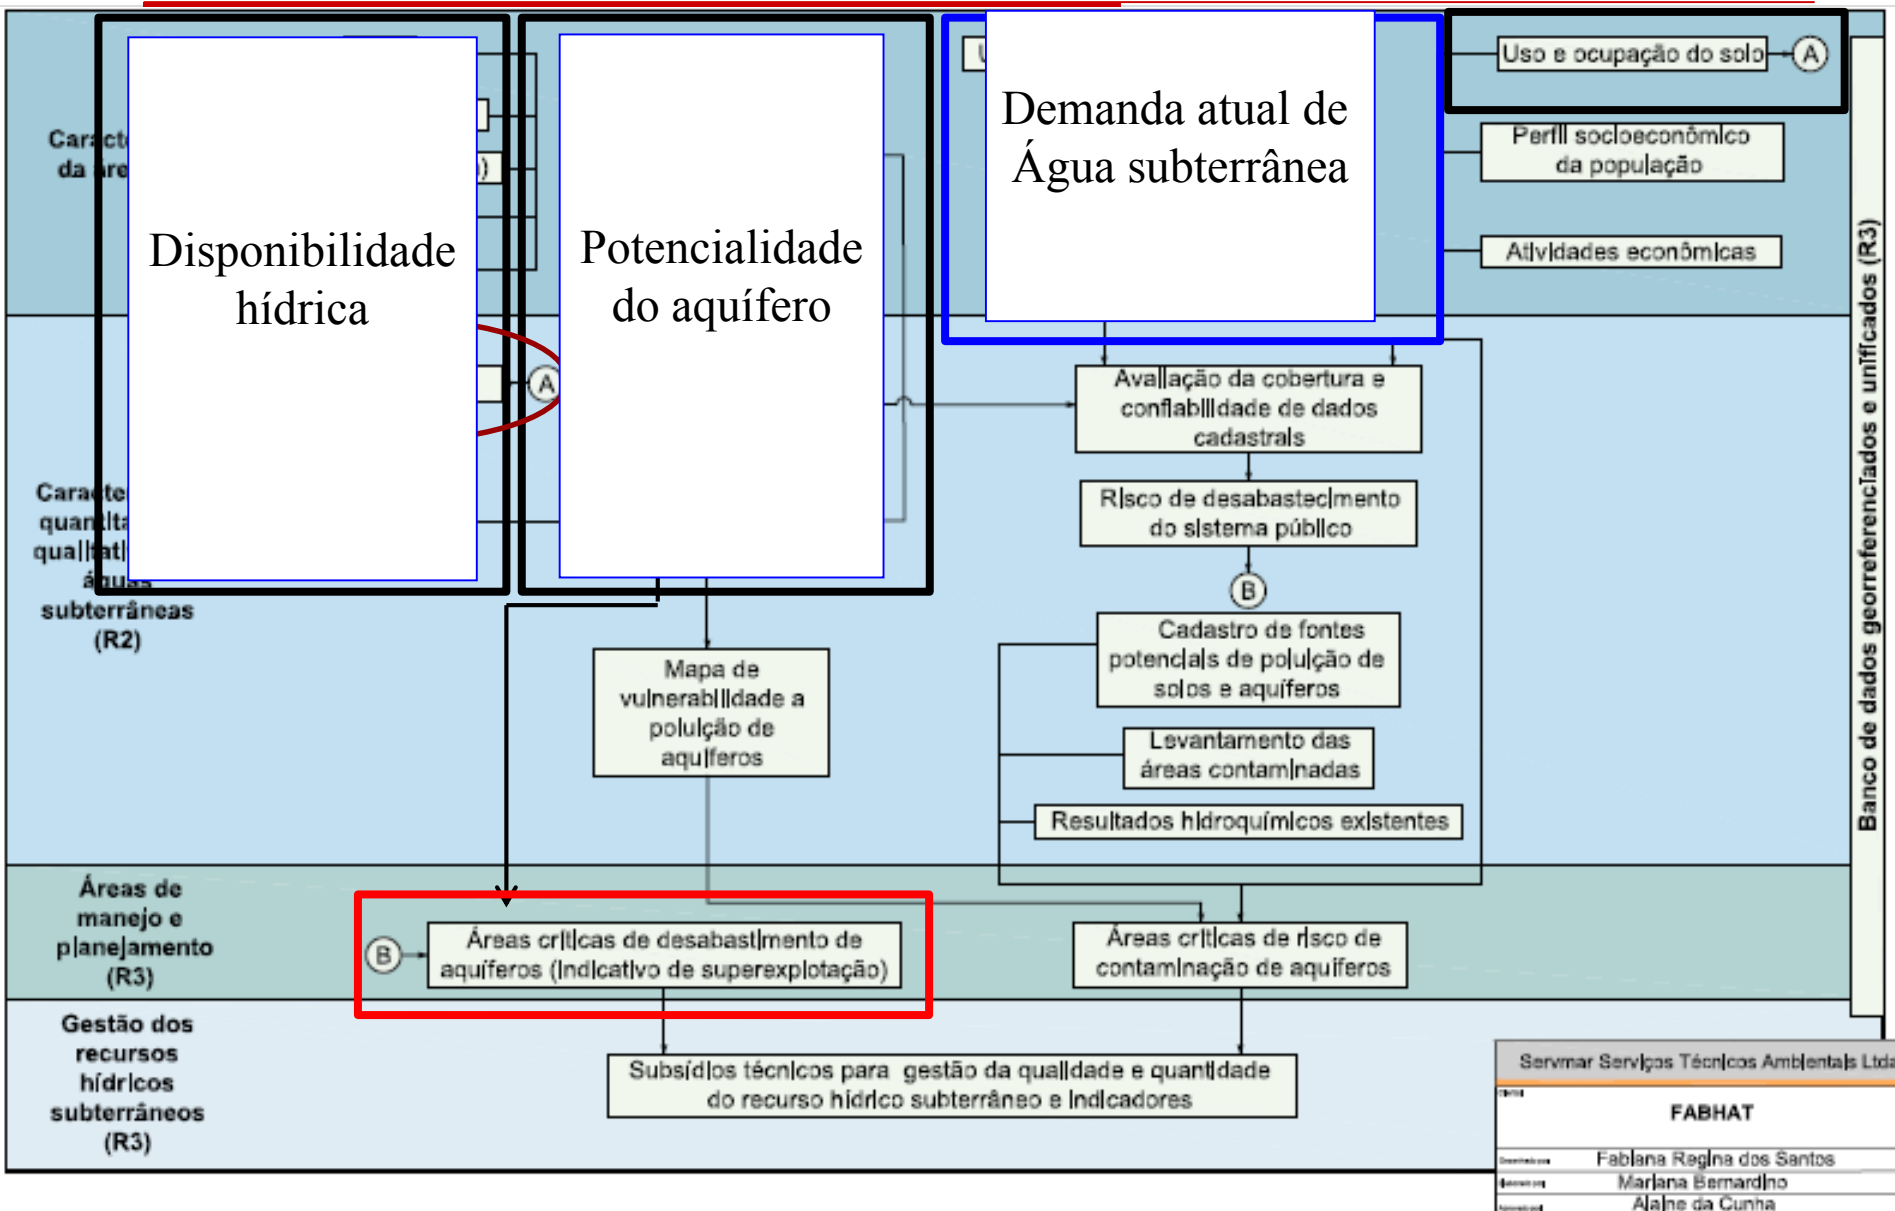 Disponibilidade
hídrica
Potencialidade
do aquífero
Demanda atual de
Água subterrânea
Uso e ocupação do solo
A
Perfil socioeconômico
da população
Atividades econômicas
A
Avaliação da cobertura e
confiabilidade de dados
cadastrais
Risco de desabastecimento
do sistema público
B
Cadastro de fontes
potenciais de poluição de
solos e aquíferos
Levantamento das
áreas contaminadas
Resultados hidroquímicos existentes
Mapa de
vulnerabilidade a
poluição de
aquíferos
subterrâneas
(R2)
Áreas de
manejo e
planejamento
(R3)
B
Áreas críticas de desabastimento de
aquíferos (indicativo de superexplotação)
Áreas críticas de risco de
contaminação de aquíferos
Gestão dos
recursos
hídricos
subterrâneos
(R3)
Subsídios técnicos para gestão da qualidade e quantidade
do recurso hídrico subterrâneo e indicadores
Banco de dados georreferenciados e unificados (R3)
Servmar Serviços Técnicos Ambientais Ltda
FABHAT
Fabiana Regina dos Santos
Mariana Bernardino
Alaine da Cunha